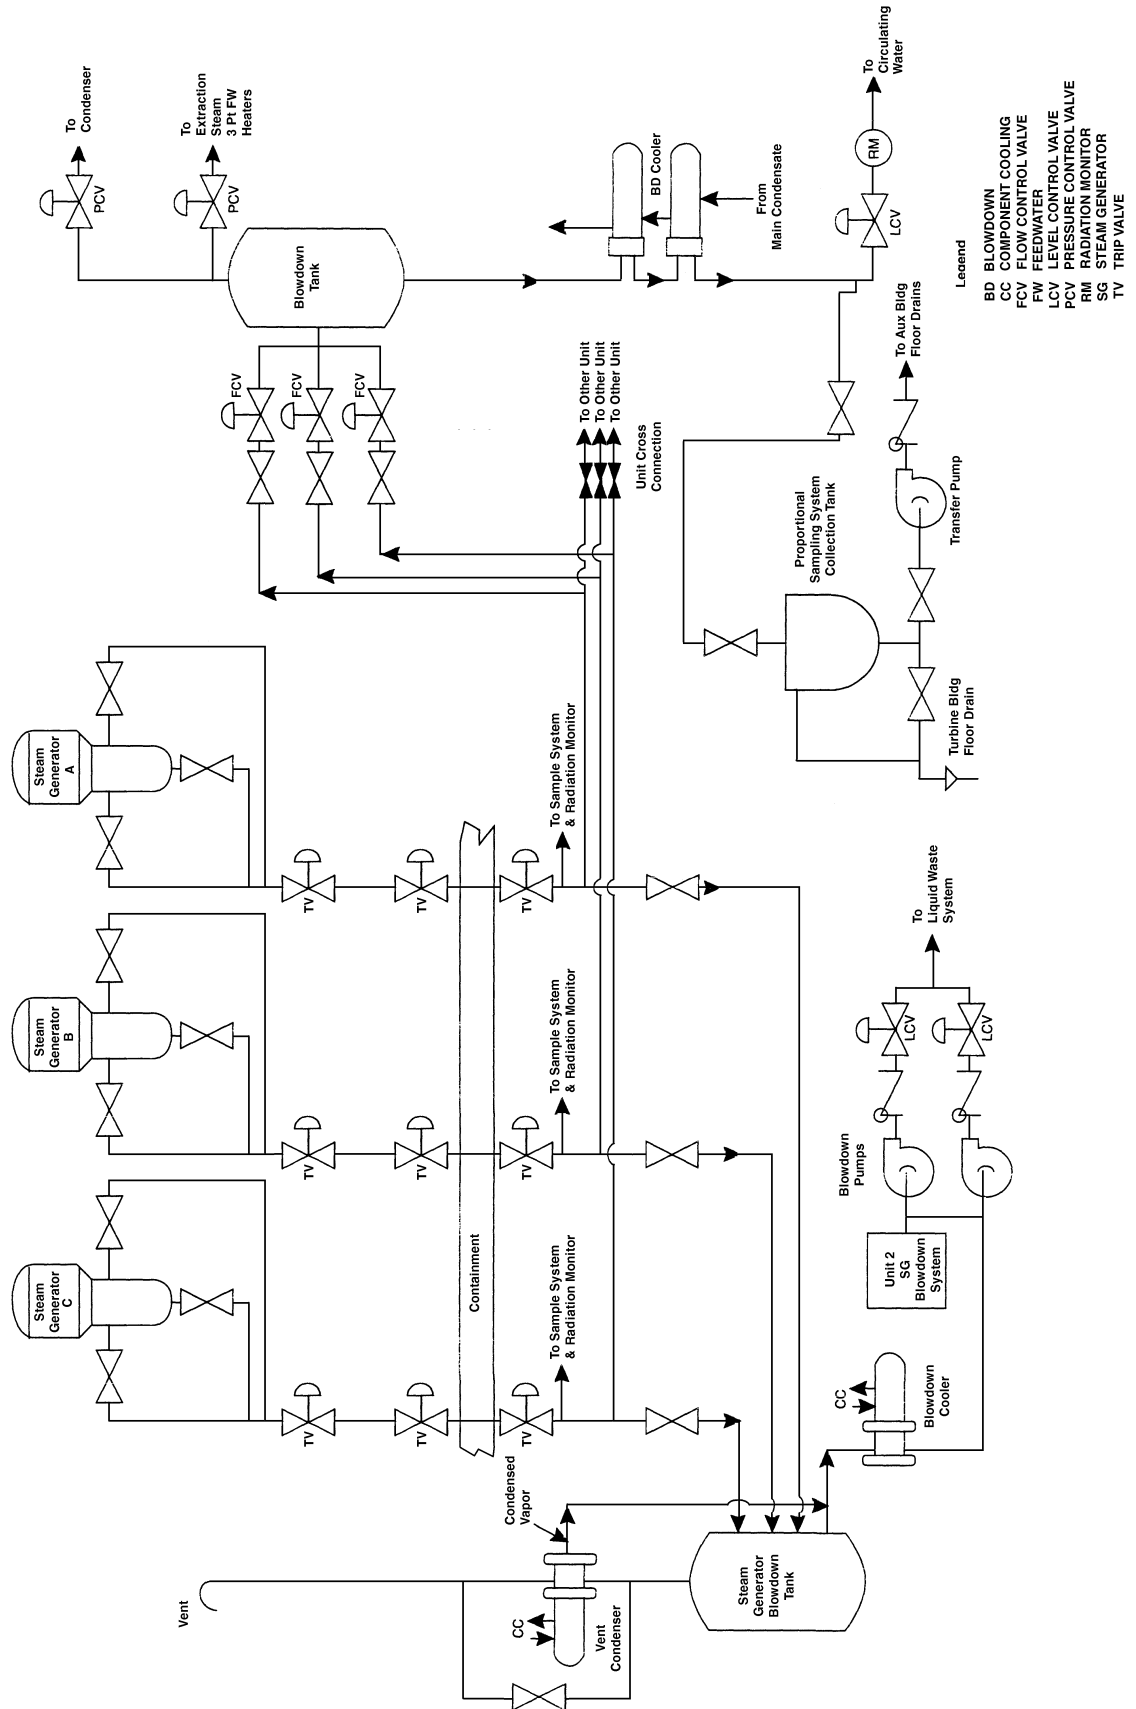 To
Condenser
PCV
To
Extraction
Steam
3 Pt FW
Heaters
PCV
Blowdown
Tank
FCV
FCV
FCV
BD Cooler
From
Main Condensate
To
Circulating
Water
RM
LCV
To Other Unit
To Other Unit
To Other Unit
Unit Cross
Connection
Legend
BD BLOWDOWN
CC COMPONENT COOLING
FCV FLOW CONTROL VALVE
FW FEEDWATER
LCV LEVEL CONTROL VALVE
PCV PRESSURE CONTROL VALVE
RM RADIATION MONITOR
SG STEAM GENERATOR
TV TRIP VALVE
To Aux Bldg
Floor Drains
Transfer Pump
Proportional
Sampling System
Collection Tank
Turbine Bldg
Floor Drain
Steam
Generator
A
TV
TV
TV
To Sample System
& Radiation Monitor
Steam
Generator
B
TV
TV
TV
To Sample System
& Radiation Monitor
Steam
Generator
C
TV
TV
TV
To Sample System
& Radiation Monitor
Containment
To
Liquid Waste
System
LCV
LCV
Blowdown
Pumps
Unit 2
SG
Blowdown
System
CC
Blowdown
Cooler
Condensed
Vapor
Vent
CC
Vent
Condenser
Steam
Generator
Blowdown
Tank